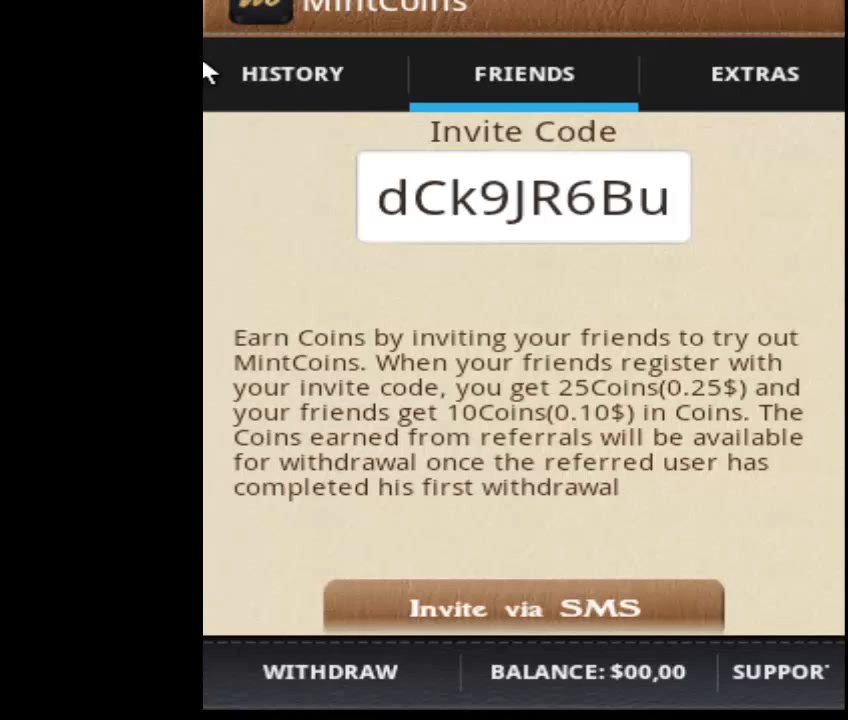 MintCoins
HISTORY FRIENDS EXTRAS
Invite Code
dCk9JR6Bu
Earn Coins by inviting your friends to try out
MintCoins. When your friends register with
your invite code, you get 25Coins(0.25$) and
your friends get 10Coins(0.10$) in Coins. The
Coins earned from referrals will be available
for withdrawal once the referred user has
completed his first withdrawal
Invite via SMS
WITHDRAW BALANCE: $00,00 SUPPOR